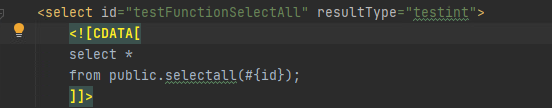 <select id="testFunctionSelectAll" resultType="testint">
<![CDATA[
select *
from public.selectall(#{id});
]]>